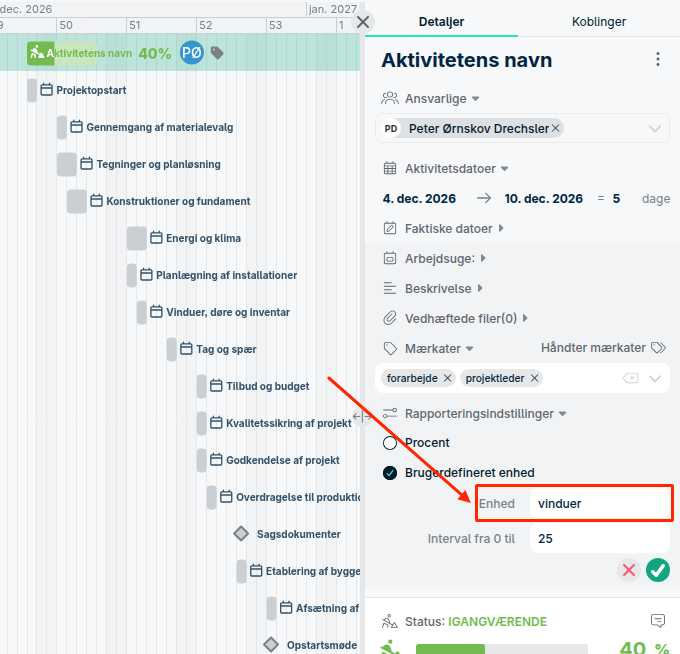 dec. 2026
jan. 2027
9
50
51
52
53
1
Aktivitetens navn 40% PØ
Projektopstart
Gennemgang af materialevalg
Tegninger og planløsning
Konstruktioner og fundament
Energi og klima
Planlægning af installationer
Vinduer, døre og inventar
Tag og spær
Tilbud og budget
Kvalitetssikring af projekt
Godkendelse af projekt
Overdragelse til produktio
Sagsdokumenter
Etablering af bygge
Afsætning af
Opstartsmøde
Detaljer
Koblinger
Aktivitetens navn
Ansvarlige
PD Peter Ørnskov Drechsler
Aktivitetsdatoer
4. dec. 2026 → 10. dec. 2026 = 5 dage
Faktiske datoer
Arbejdsuge:
Beskrivelse
Vedhæftede filer(0)
Mærkater
Håndter mærkater
forarbejde
projektleder
Rapporteringsindstillinger
Procent
Brugerdefineret enhed
Enhed vinduer
Interval fra 0 til 25
Status: IGANGVÆRENDE
40 %